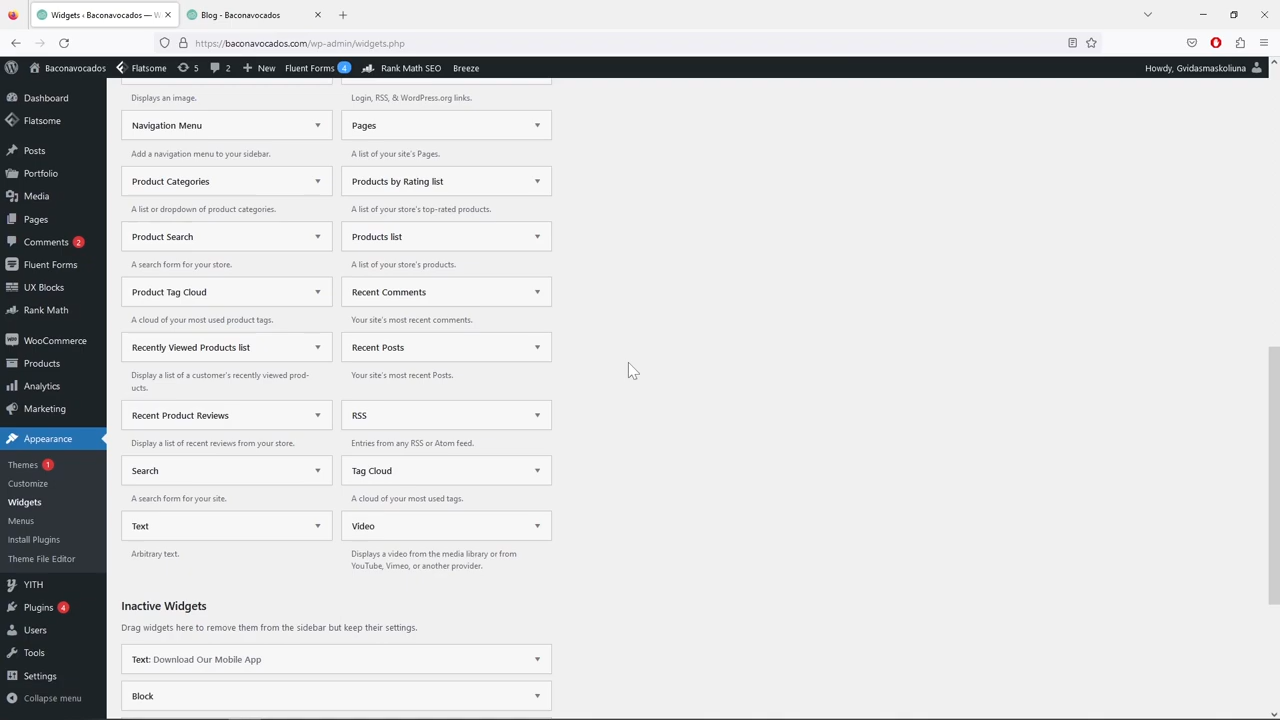 Widgets ‹ Baconavocados — W
Blog - Baconavocados
https://baconavocados.com/wp-admin/widgets.php
Baconavocados
Flatsome
5
2
+ New
Fluent Forms 4
Rank Math SEO
Breeze
Howdy, Gvidasmaskoliuna
Dashboard
Flatsome
Posts
Portfolio
Media
Pages
Comments 2
Fluent Forms
UX Blocks
Rank Math
WooCommerce
Products
Analytics
Marketing
Appearance
Themes 1
Customize
Widgets
Menus
Install Plugins
Theme File Editor
YITH
Plugins 4
Users
Tools
Settings
Collapse menu
Displays an image.
Login, RSS, & WordPress.org links.
Navigation Menu
Pages
Add a navigation menu to your sidebar.
A list of your site's Pages.
Product Categories
Products by Rating list
A list or dropdown of product categories.
A list of your store's top-rated products.
Product Search
Products list
A search form for your store.
A list of your store's products.
Product Tag Cloud
Recent Comments
A cloud of your most used product tags.
Your site's most recent comments.
Recently Viewed Products list
Recent Posts
Display a list of a customer's recently viewed prod-
ucts.
Your site's most recent Posts.
Recent Product Reviews
RSS
Display a list of recent reviews from your store.
Entries from any RSS or Atom feed.
Search
Tag Cloud
A search form for your site.
A cloud of your most used tags.
Text
Video
Arbitrary text.
Displays a video from the media library or from
YouTube, Vimeo, or another provider.
Inactive Widgets
Drag widgets here to remove them from the sidebar but keep their settings.
Text: Download Our Mobile App
Block